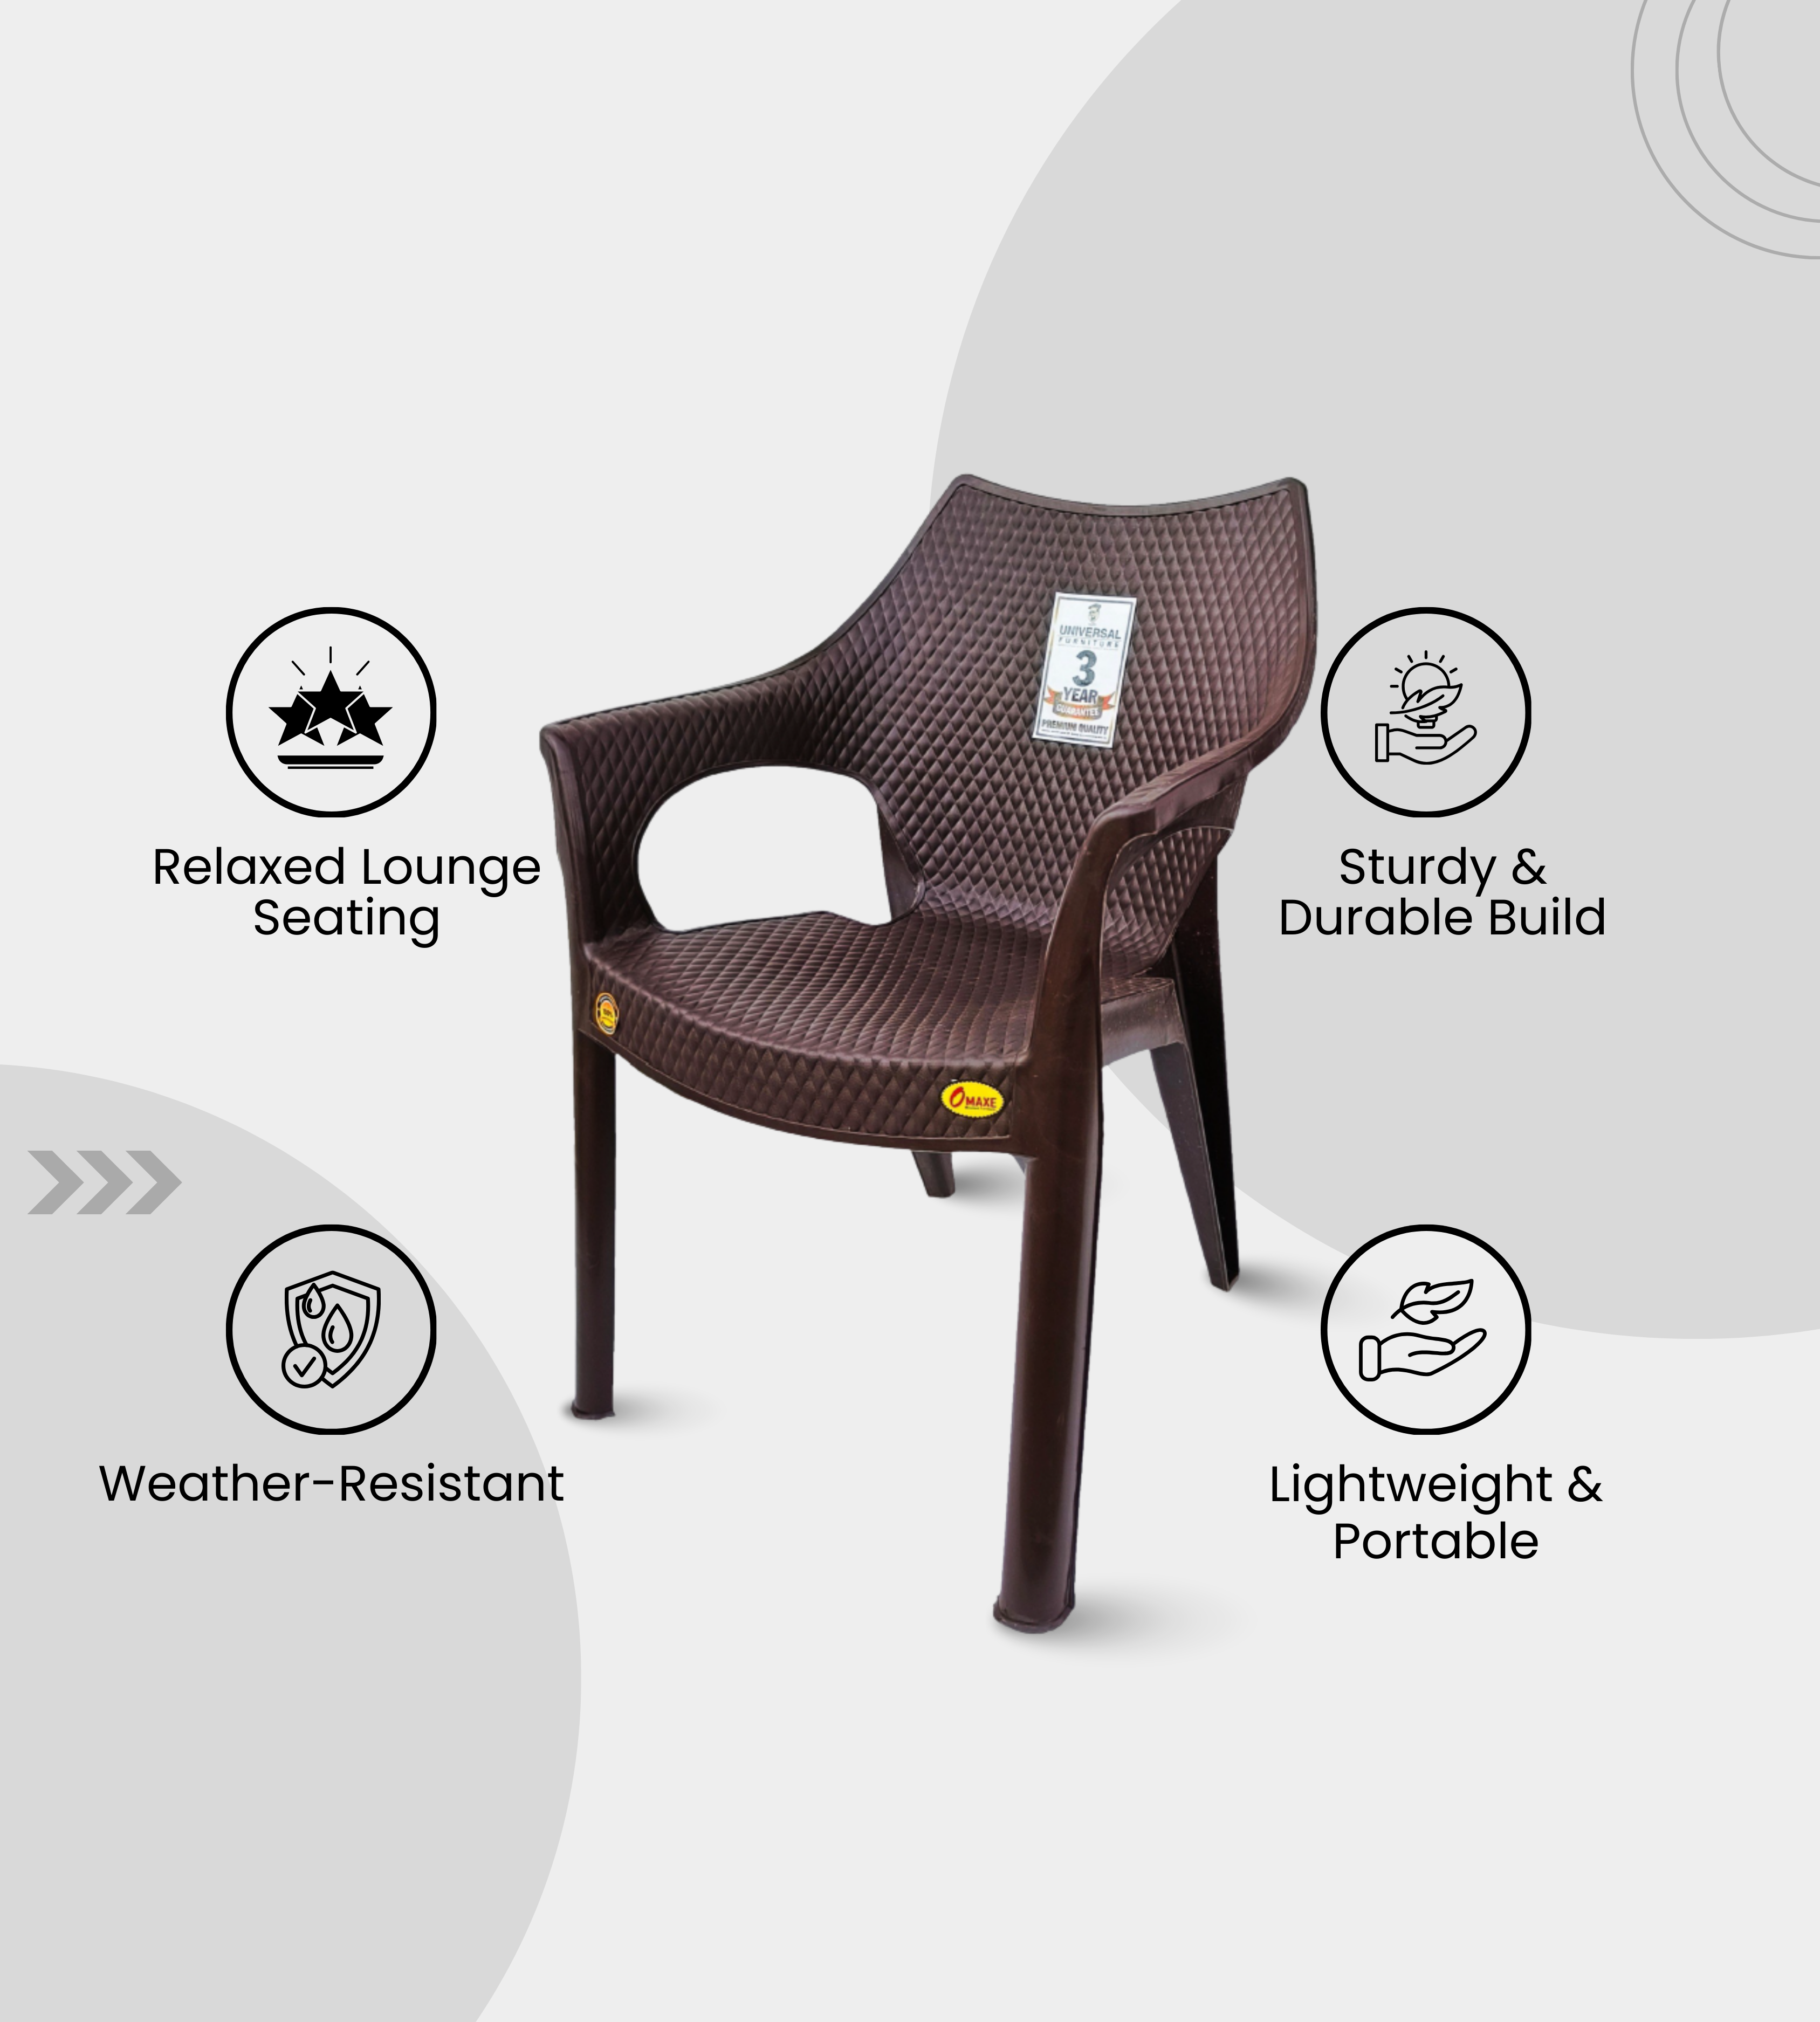 UNIVERSAL
FURNITURE
3
YEAR
GUARANTEE
PREMIUM QUALITY
Relaxed Lounge
Seating
Sturdy &
Durable Build
OMAXE
Weather-Resistant
Lightweight &
Portable